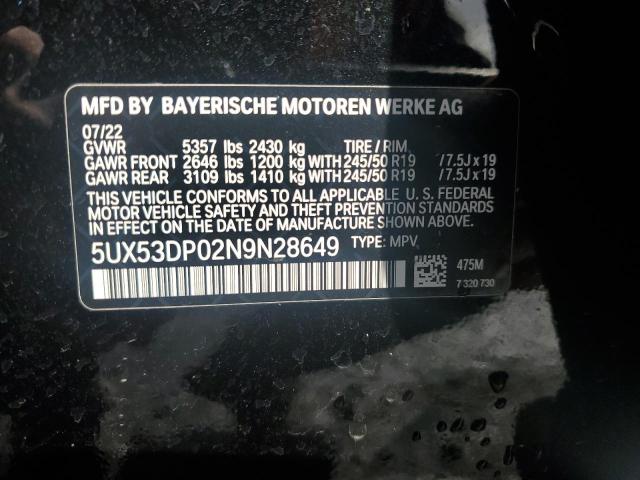 MFD BY BAYERISCHE MOTOREN WERKE AG
07/22
GVWR 5357 lbs 2430 kg TIRE / RIM
GAWR FRONT 2646 lbs 1200 kg WITH 245/50 R19 /7.5J x 19
GAWR REAR 3109 lbs 1410 kg WITH 245/50 R19 /7.5J x 19
THIS VEHICLE CONFORMS TO ALL APPLICABLE U. S. FEDERAL
MOTOR VEHICLE SAFETY AND THEFT PREVENTION STANDARDS
IN EFFECT ON THE DATE OF MANUFACTURE SHOWN ABOVE.
5UX53DP02N9N28649 TYPE: MPV
475M
7 320 730